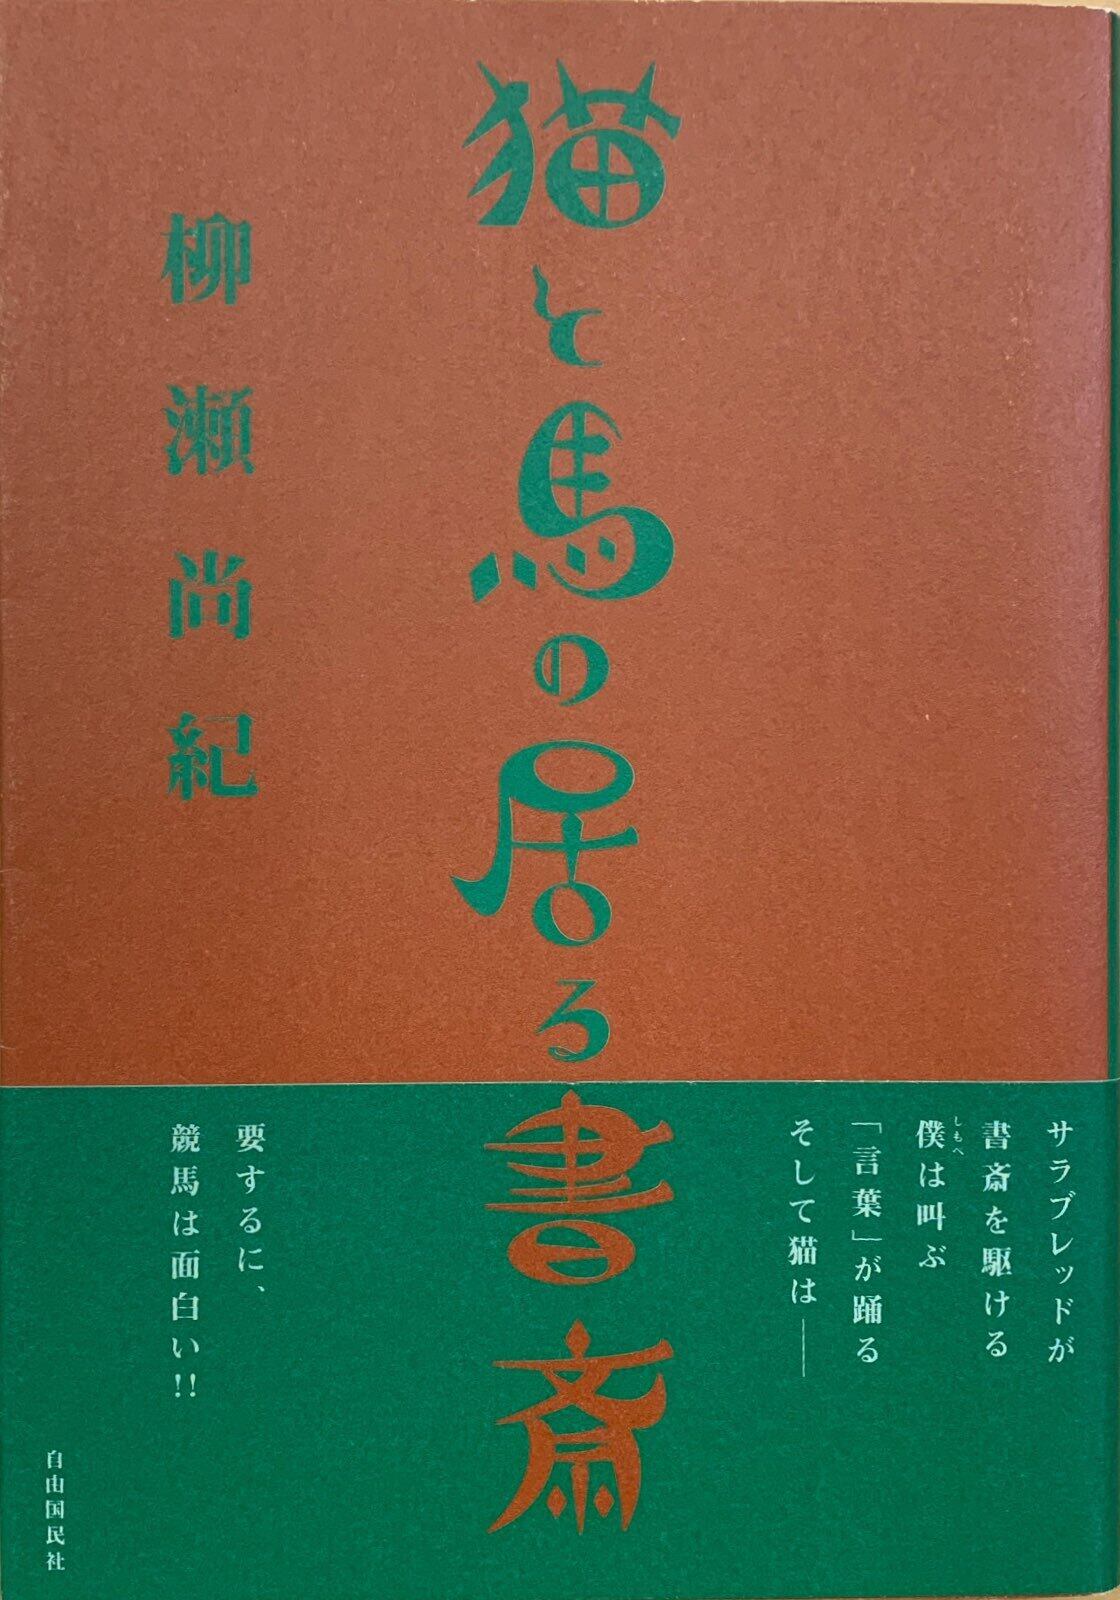 猫と馬の居る書斎
柳瀬尚紀
サラブレッドが
書斎を駆ける
僕は叫ぶ
しもべ
「言葉」が踊る
そして猫は――
要するに、
競馬は面白い!!
自由国民社